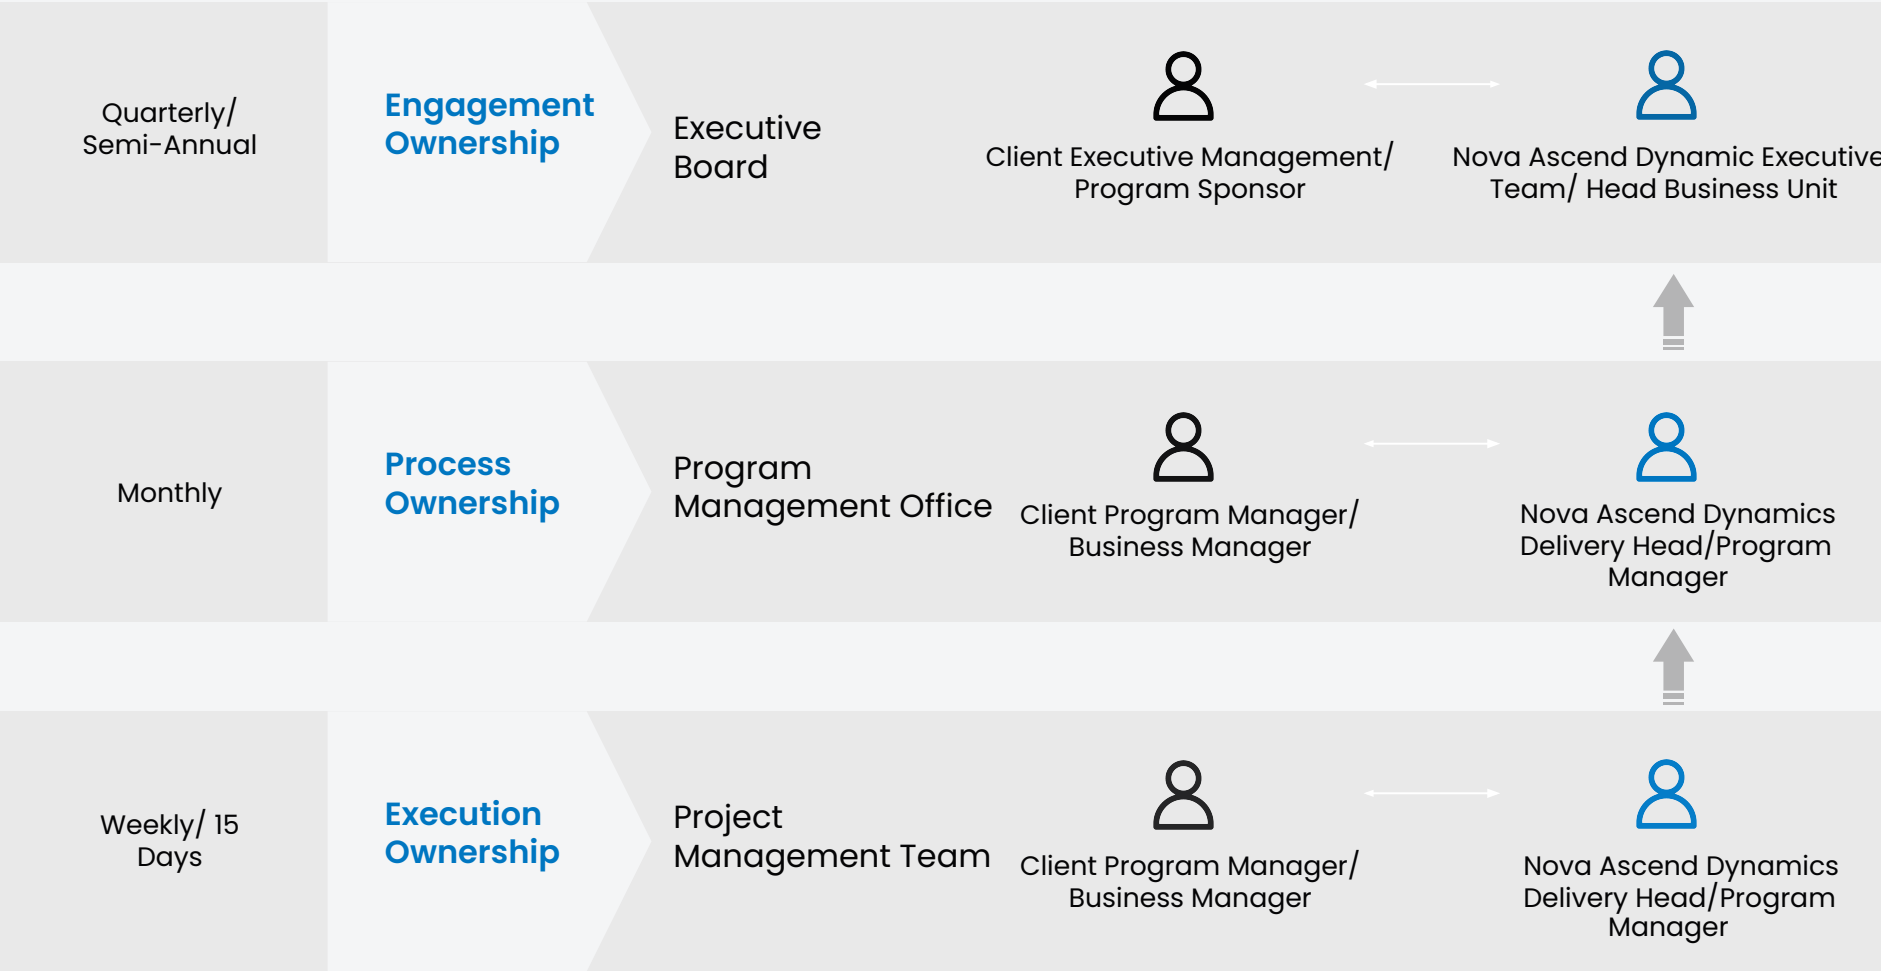 Quarterly/
Semi-Annual
Engagement
Ownership
Executive
Board
Client Executive Management/
Program Sponsor
Nova Ascend Dynamic Executive
Team/ Head Business Unit
Monthly
Process
Ownership
Program
Management Office
Client Program Manager/
Business Manager
Nova Ascend Dynamics
Delivery Head/Program
Manager
Weekly/ 15
Days
Execution
Ownership
Project
Management Team
Client Program Manager/
Business Manager
Nova Ascend Dynamics
Delivery Head/Program
Manager